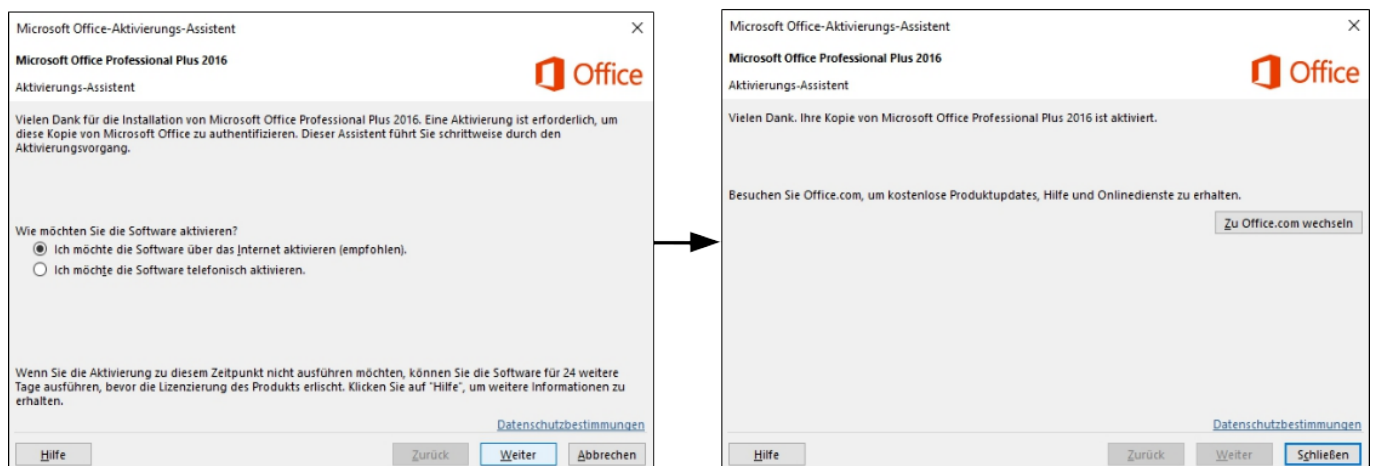 Microsoft Office-Aktivierungs-Assistent
Microsoft Office Professional Plus 2016
Office
Aktivierungs-Assistent
Vielen Dank für die Installation von Microsoft Office Professional Plus 2016. Eine Aktivierung ist erforderlich, um
diese Kopie von Microsoft Office zu authentifizieren. Dieser Assistent führt Sie schrittweise durch den
Aktivierungsvorgang.
Wie möchten Sie die Software aktivieren?
Ich möchte die Software über das Internet aktivieren (empfohlen).
Ich möchte die Software telefonisch aktivieren.
Wenn Sie die Aktivierung zu diesem Zeitpunkt nicht ausführen möchten, können Sie die Software für 24 weitere
Tage ausführen, bevor die Lizenzierung des Produkts erlischt. Klicken Sie auf "Hilfe", um weitere Informationen zu
erhalten.
Datenschutzbestimmungen
Hilfe
Zurück
Weiter
Abbrechen
Microsoft Office-Aktivierungs-Assistent
Microsoft Office Professional Plus 2016
Office
Aktivierungs-Assistent
Vielen Dank. Ihre Kopie von Microsoft Office Professional Plus 2016 ist aktiviert.
Besuchen Sie Office.com, um kostenlose Produktupdates, Hilfe und Onlinedienste zu erhalten.
Zu Office.com wechseln
Datenschutzbestimmungen
Hilfe
Zurück
Weiter
Schließen